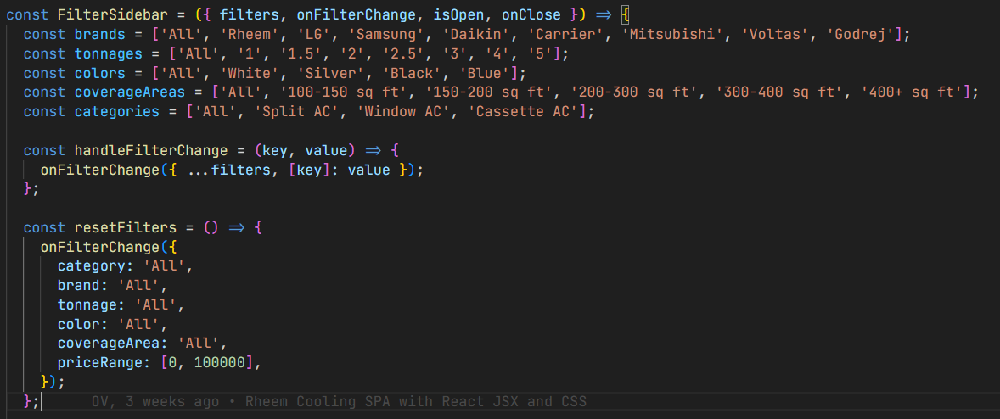 const FilterSidebar = ({ filters, onFilterChange, isOpen, onClose }) => {
  const brands = ['All', 'Rheem', 'LG', 'Samsung', 'Daikin', 'Carrier', 'Mitsubishi', 'Voltas', 'Godrej'];
  const tonnages = ['All', '1', '1.5', '2', '2.5', '3', '4', '5'];
  const colors = ['All', 'White', 'Silver', 'Black', 'Blue'];
  const coverageAreas = ['All', '100-150 sq ft', '150-200 sq ft', '200-300 sq ft', '300-400 sq ft', '400+ sq ft'];
  const categories = ['All', 'Split AC', 'Window AC', 'Cassette AC'];

  const handleFilterChange = (key, value) => {
    onFilterChange({ ...filters, [key]: value });
  };

  const resetFilters = () => {
    onFilterChange({
      category: 'All',
      brand: 'All',
      tonnage: 'All',
      color: 'All',
      coverageArea: 'All',
      priceRange: [0, 100000],
    });
  };      OV, 3 weeks ago • Rheem Cooling SPA with React JSX and CSS